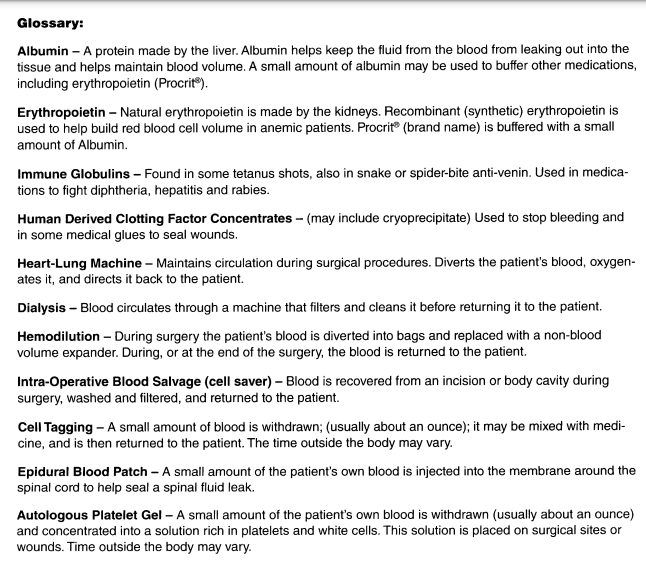 Glossary:
Albumin – A protein made by the liver. Albumin helps keep the fluid from the blood from leaking out into the
tissue and helps maintain blood volume. A small amount of albumin may be used to buffer other medications,
including erythropoietin (Procrit®).
Erythropoietin – Natural erythropoietin is made by the kidneys. Recombinant (synthetic) erythropoietin is
used to help build red blood cell volume in anemic patients. Procrit® (brand name) is buffered with a small
amount of Albumin.
Immune Globulins – Found in some tetanus shots, also in snake or spider-bite anti-venin. Used in medica-
tions to fight diphtheria, hepatitis and rabies.
Human Derived Clotting Factor Concentrates – (may include cryoprecipitate) Used to stop bleeding and
in some medical glues to seal wounds.
Heart-Lung Machine – Maintains circulation during surgical procedures. Diverts the patient's blood, oxygen-
ates it, and directs it back to the patient.
Dialysis – Blood circulates through a machine that filters and cleans it before returning it to the patient.
Hemodilution – During surgery the patient's blood is diverted into bags and replaced with a non-blood
volume expander. During, or at the end of the surgery, the blood is returned to the patient.
Intra-Operative Blood Salvage (cell saver) – Blood is recovered from an incision or body cavity during
surgery, washed and filtered, and returned to the patient.
Cell Tagging – A small amount of blood is withdrawn; (usually about an ounce); it may be mixed with medi-
cine, and is then returned to the patient. The time outside the body may vary.
Epidural Blood Patch – A small amount of the patient's own blood is injected into the membrane around the
spinal cord to help seal a spinal fluid leak.
Autologous Platelet Gel – A small amount of the patient's own blood is withdrawn (usually about an ounce)
and concentrated into a solution rich in platelets and white cells. This solution is placed on surgical sites or
wounds. Time outside the body may vary.